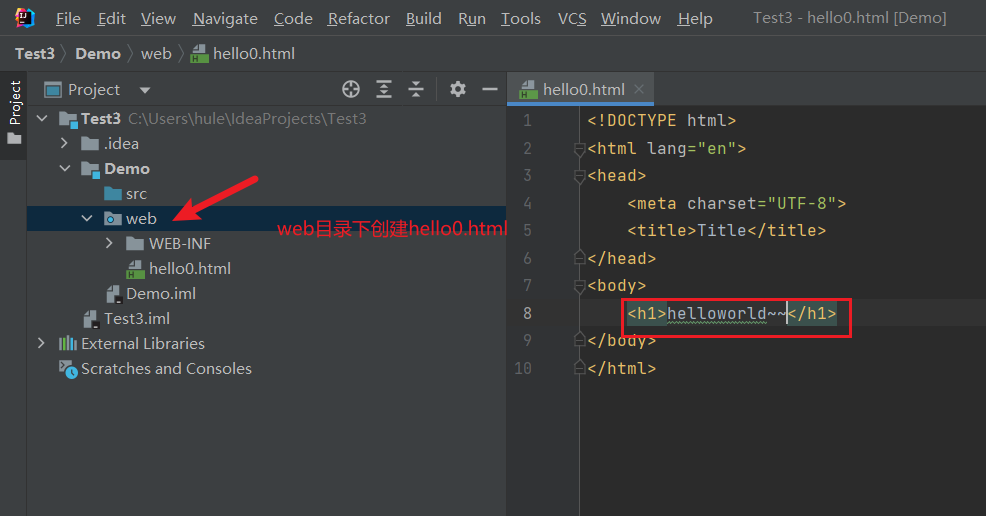 File Edit View Navigate Code Refactor Build Run Tools VCS Window Help Test3 - hello0.html [Demo]
Test3 Demo web hello0.html
Project
Project
hello0.html
Test3 C:\Users\hule\IdeaProjects\Test3
.idea
Demo
src
web
web目录下创建hello0.html
WEB-INF
hello0.html
Demo.iml
Test3.iml
External Libraries
Scratches and Consoles
1 <!DOCTYPE html>
2 <html lang="en">
3 <head>
4 <meta charset="UTF-8">
5 <title>Title</title>
6 </head>
7 <body>
8 <h1>helloworld~~</h1>
9 </body>
10 </html>